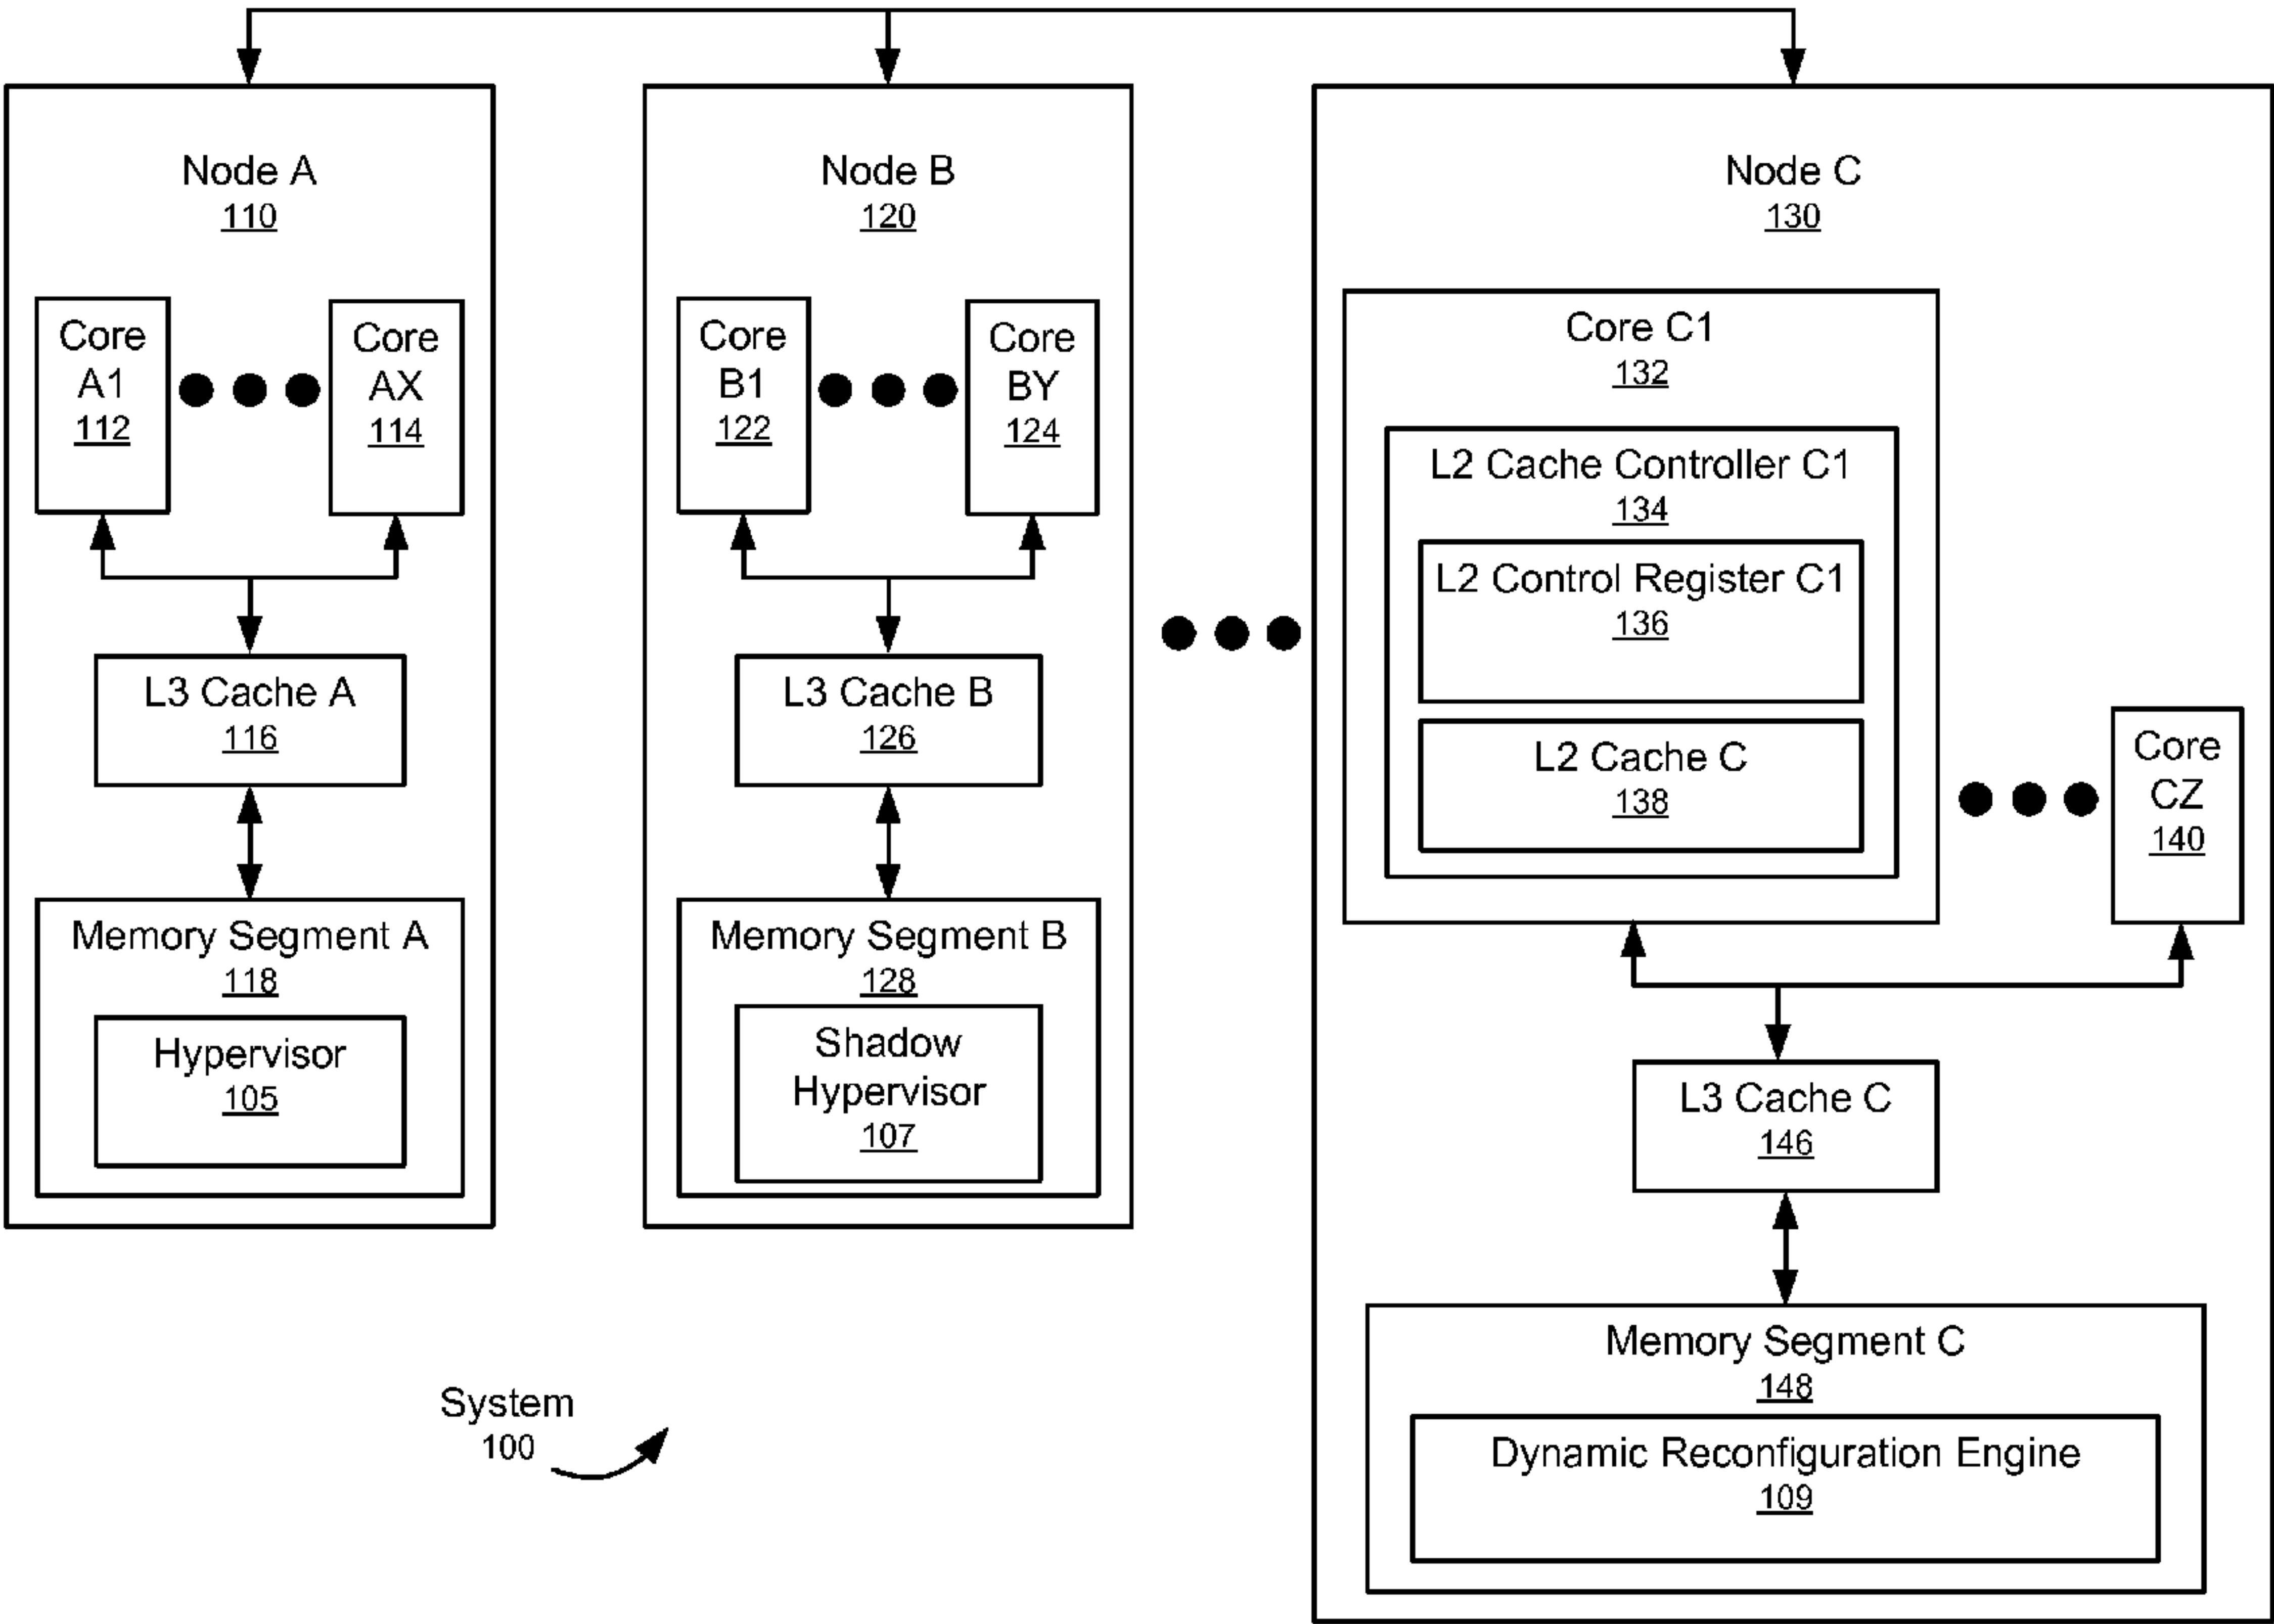 Node A
110
Core
A1
112
Core
AX
114
L3 Cache A
116
Memory Segment A
118
Hypervisor
105
Node B
120
Core
B1
122
Core
BY
124
L3 Cache B
126
Memory Segment B
128
Shadow
Hypervisor
107
Node C
130
Core C1
132
L2 Cache Controller C1
134
L2 Control Register C1
136
L2 Cache C
138
Core
CZ
140
L3 Cache C
146
Memory Segment C
148
Dynamic Reconfiguration Engine
109
System
100